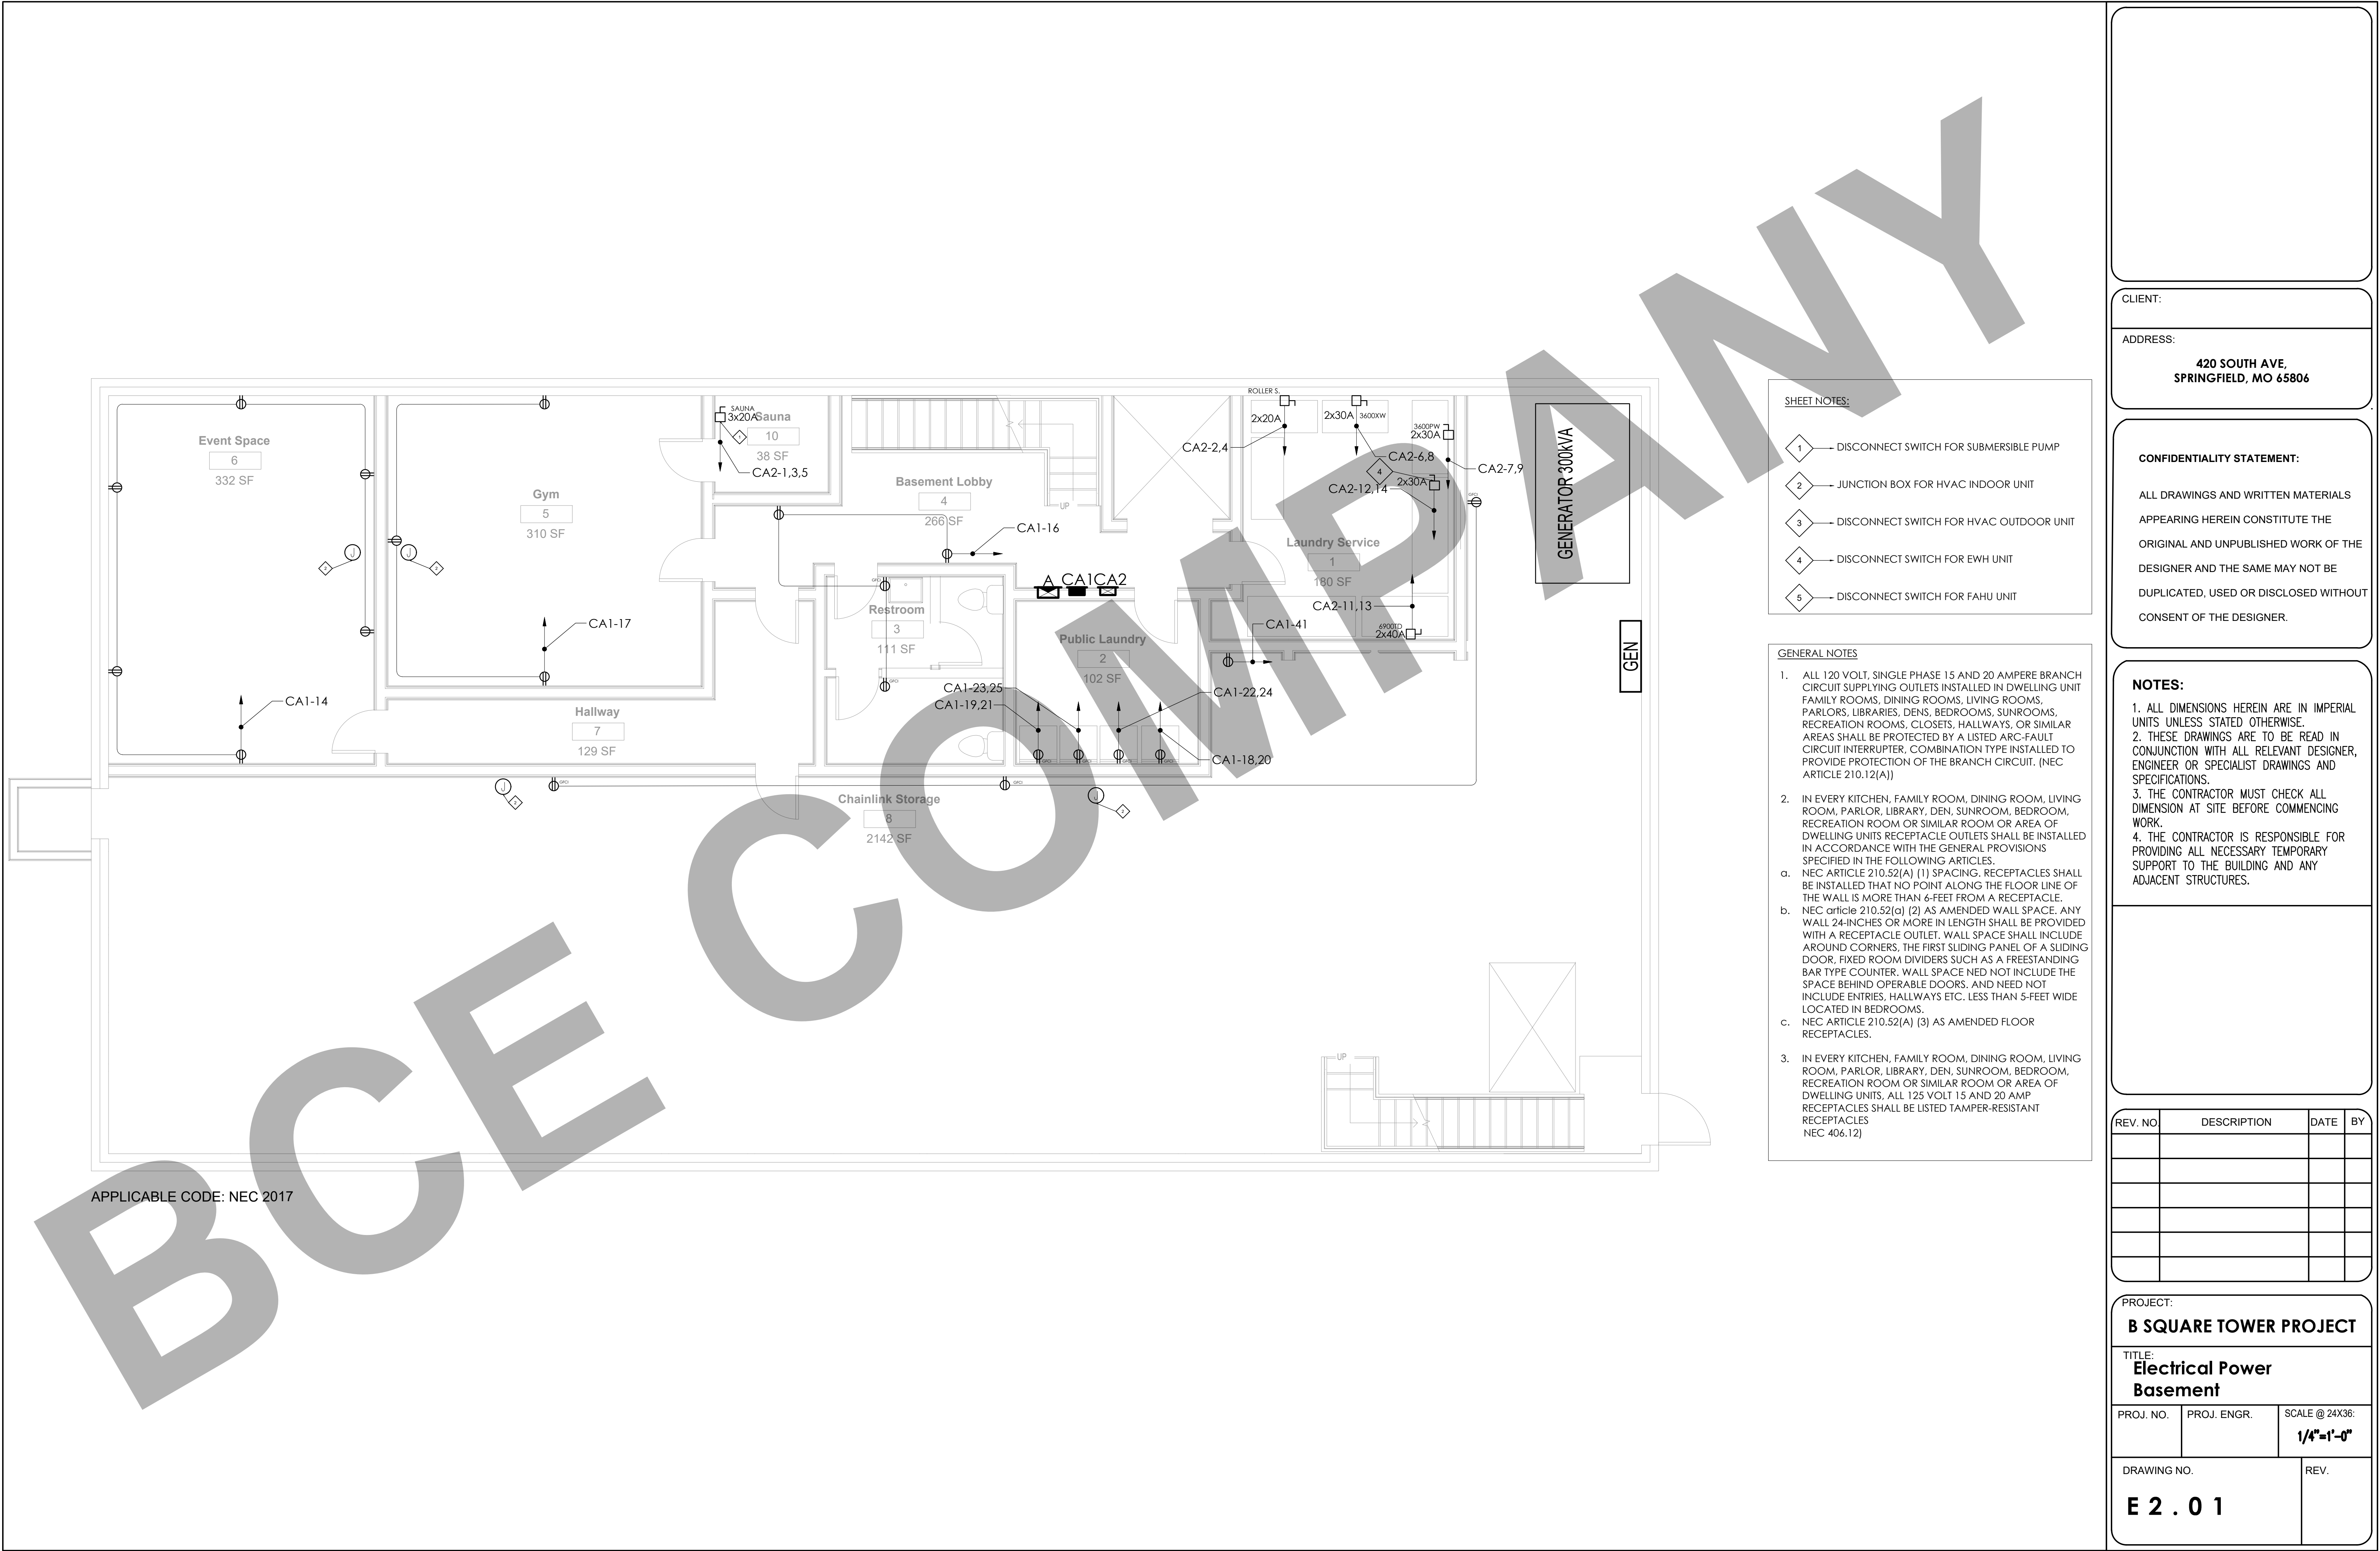 ROLLER S.
SAUNA
3x20A
Sauna
10
38 SF
2x20A
2x30A
3600XW
3600PW
2x30A
Event Space
6
332 SF
CA2-2,4
CA2-6,8
CA2-7,9
4
CA2-1,3,5
1
Basement Lobby
4
266 SF
Gym
5
310 SF
2x30A
CA2-12,14
GFCI
UP
CA1-16
GENERATOR 300kVA
Laundry Service
1
180 SF
J
2
J
2
A CA1CA2
GFCI
Restroom
3
111 SF
CA2-11,13
CA1-17
CA1-41
6900TD
2x40A
Public Laundry
2
102 SF
GEN
GFCI
CA1-23,25
CA1-22,24
CA1-19,21
CA1-14
Hallway
7
129 SF
CA1-18,20
GFCI
GFCI
GFCI
GFCI
J
2
GFCI
GFCI
J
2
Chainlink Storage
8
2142 SF
UP
APPLICABLE CODE: NEC 2017
BCE COMPANY
SHEET NOTES:
1 DISCONNECT SWITCH FOR SUBMERSIBLE PUMP
2 JUNCTION BOX FOR HVAC INDOOR UNIT
3 DISCONNECT SWITCH FOR HVAC OUTDOOR UNIT
4 DISCONNECT SWITCH FOR EWH UNIT
5 DISCONNECT SWITCH FOR FAHU UNIT
GENERAL NOTES
1. ALL 120 VOLT, SINGLE PHASE 15 AND 20 AMPERE BRANCH
CIRCUIT SUPPLYING OUTLETS INSTALLED IN DWELLING UNIT
FAMILY ROOMS, DINING ROOMS, LIVING ROOMS,
PARLORS, LIBRARIES, DENS, BEDROOMS, SUNROOMS,
RECREATION ROOMS, CLOSETS, HALLWAYS, OR SIMILAR
AREAS SHALL BE PROTECTED BY A LISTED ARC-FAULT
CIRCUIT INTERRUPTER, COMBINATION TYPE INSTALLED TO
PROVIDE PROTECTION OF THE BRANCH CIRCUIT. (NEC
ARTICLE 210.12(A))
2. IN EVERY KITCHEN, FAMILY ROOM, DINING ROOM, LIVING
ROOM, PARLOR, LIBRARY, DEN, SUNROOM, BEDROOM,
RECREATION ROOM OR SIMILAR ROOM OR AREA OF
DWELLING UNITS RECEPTACLE OUTLETS SHALL BE INSTALLED
IN ACCORDANCE WITH THE GENERAL PROVISIONS
SPECIFIED IN THE FOLLOWING ARTICLES.
a. NEC ARTICLE 210.52(A) (1) SPACING. RECEPTACLES SHALL
BE INSTALLED THAT NO POINT ALONG THE FLOOR LINE OF
THE WALL IS MORE THAN 6-FEET FROM A RECEPTACLE.
b. NEC article 210.52(a) (2) AS AMENDED WALL SPACE. ANY
WALL 24-INCHES OR MORE IN LENGTH SHALL BE PROVIDED
WITH A RECEPTACLE OUTLET. WALL SPACE SHALL INCLUDE
AROUND CORNERS, THE FIRST SLIDING PANEL OF A SLIDING
DOOR, FIXED ROOM DIVIDERS SUCH AS A FREESTANDING
BAR TYPE COUNTER. WALL SPACE NED NOT INCLUDE THE
SPACE BEHIND OPERABLE DOORS. AND NEED NOT
INCLUDE ENTRIES, HALLWAYS ETC. LESS THAN 5-FEET WIDE
LOCATED IN BEDROOMS.
c. NEC ARTICLE 210.52(A) (3) AS AMENDED FLOOR
RECEPTACLES.
3. IN EVERY KITCHEN, FAMILY ROOM, DINING ROOM, LIVING
ROOM, PARLOR, LIBRARY, DEN, SUNROOM, BEDROOM,
RECREATION ROOM OR SIMILAR ROOM OR AREA OF
DWELLING UNITS, ALL 125 VOLT 15 AND 20 AMP
RECEPTACLES SHALL BE LISTED TAMPER-RESISTANT
RECEPTACLES
NEC 406.12)
CLIENT:
ADDRESS:
420 SOUTH AVE,
SPRINGFIELD, MO 65806
CONFIDENTIALITY STATEMENT:
ALL DRAWINGS AND WRITTEN MATERIALS
APPEARING HEREIN CONSTITUTE THE
ORIGINAL AND UNPUBLISHED WORK OF THE
DESIGNER AND THE SAME MAY NOT BE
DUPLICATED, USED OR DISCLOSED WITHOUT
CONSENT OF THE DESIGNER.
NOTES:
1. ALL DIMENSIONS HEREIN ARE IN IMPERIAL
UNITS UNLESS STATED OTHERWISE.
2. THESE DRAWINGS ARE TO BE READ IN
CONJUNCTION WITH ALL RELEVANT DESIGNER,
ENGINEER OR SPECIALIST DRAWINGS AND
SPECIFICATIONS.
3. THE CONTRACTOR MUST CHECK ALL
DIMENSION AT SITE BEFORE COMMENCING
WORK.
4. THE CONTRACTOR IS RESPONSIBLE FOR
PROVIDING ALL NECESSARY TEMPORARY
SUPPORT TO THE BUILDING AND ANY
ADJACENT STRUCTURES.
REV. NO. DESCRIPTION DATE BY
PROJECT:
B SQUARE TOWER PROJECT
TITLE:
Electrical Power
Basement
PROJ. NO. PROJ. ENGR. SCALE @ 24X36:
1/4"=1'-0"
DRAWING NO. REV.
E2.01